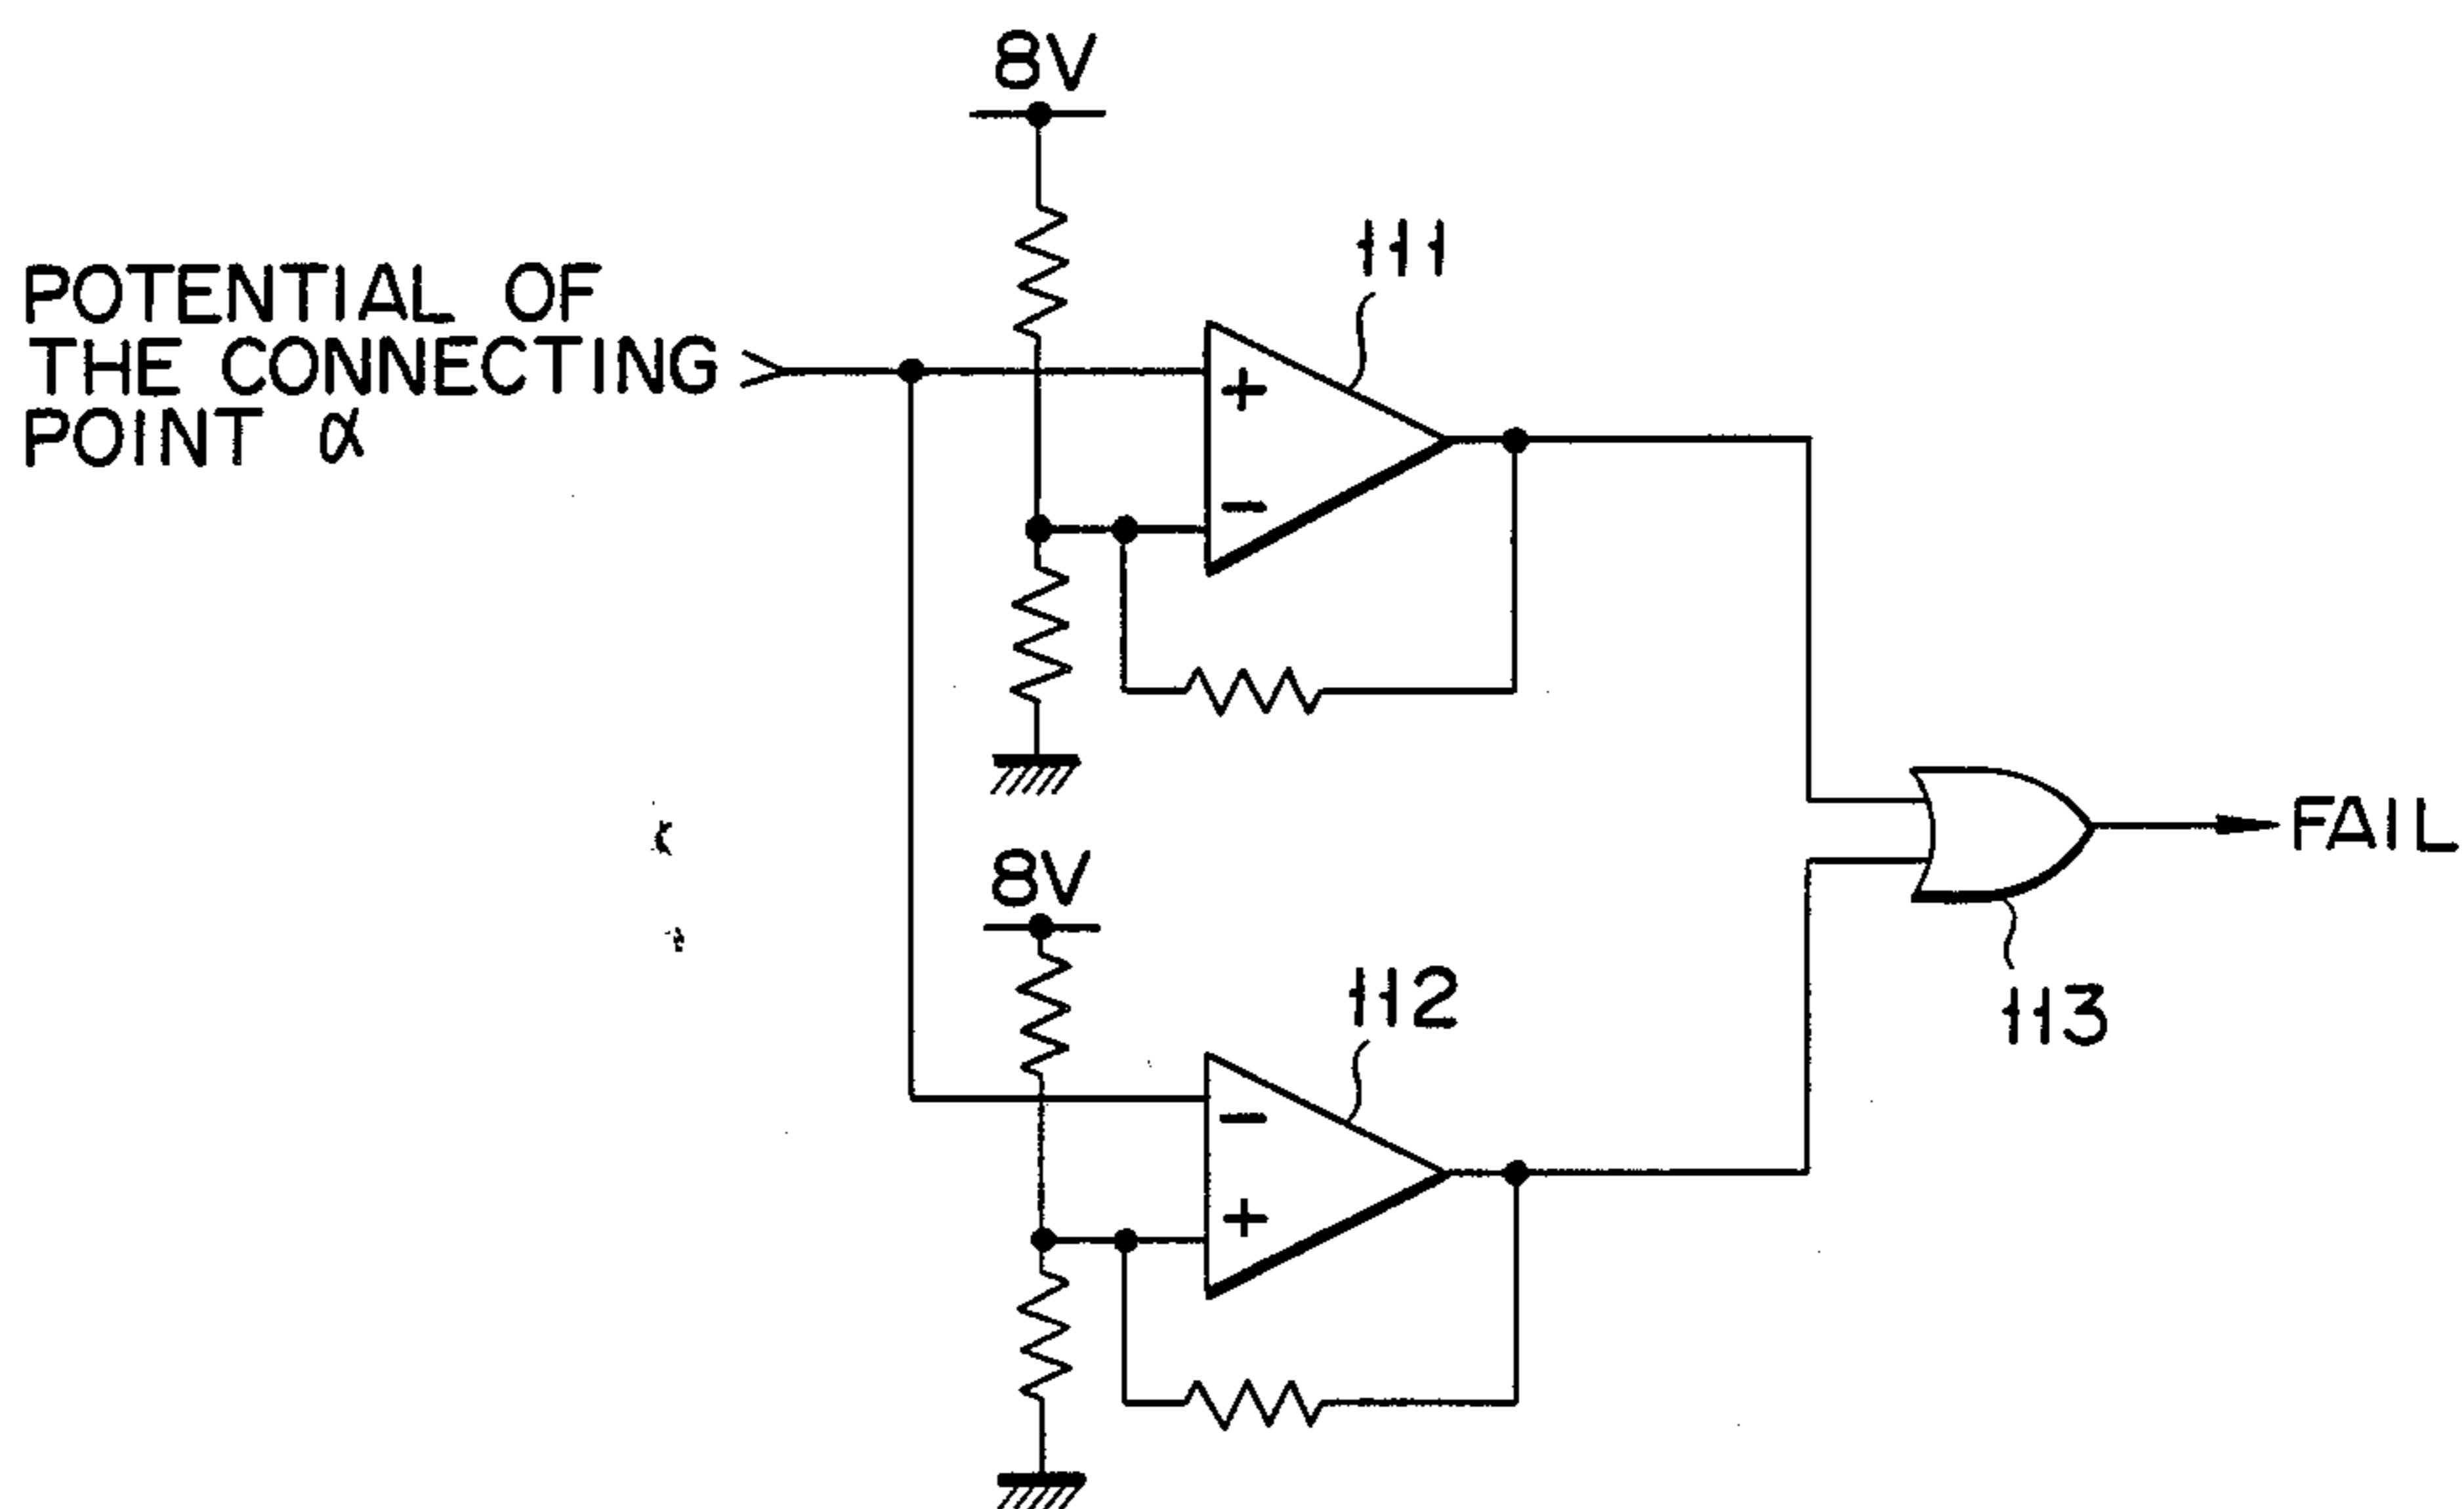 8V
111
POTENTIAL OF
THE CONNECTING
POINT α
+
−
FAIL
8V
112
113
−
+